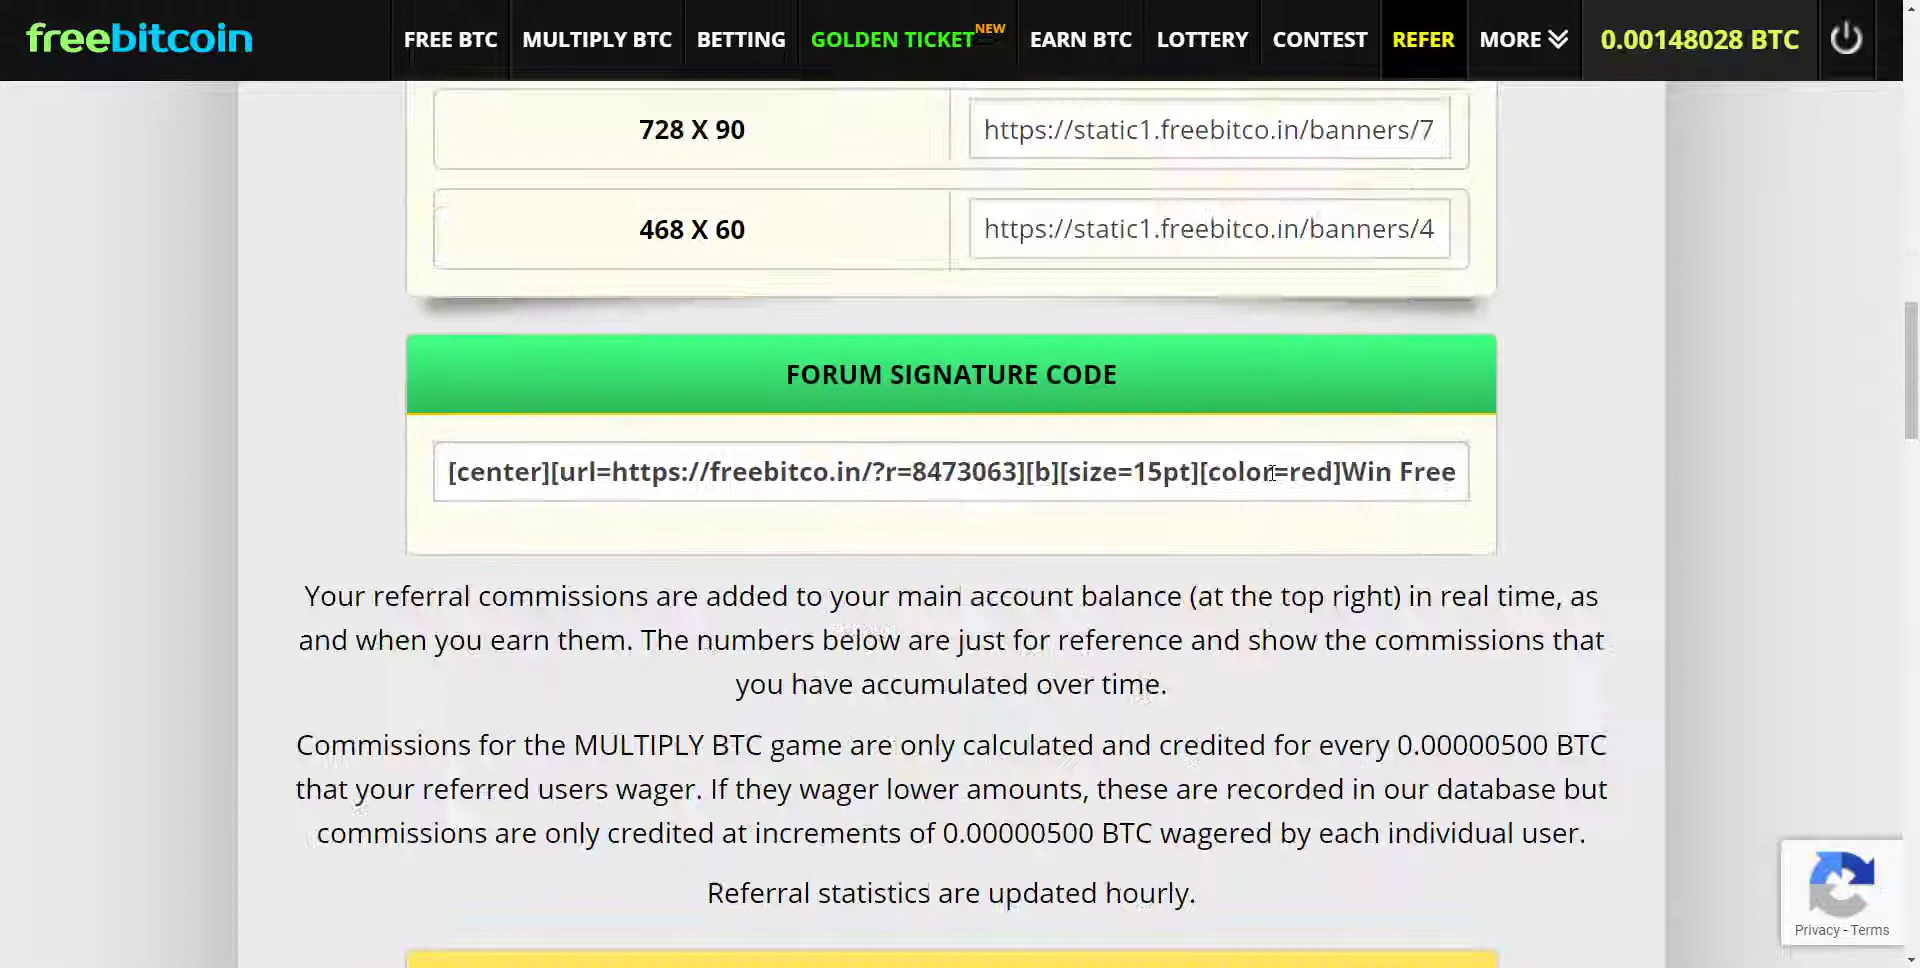 freebitcoin
FREE BTC
MULTIPLY BTC
BETTING
GOLDEN TICKET NEW
EARN BTC
LOTTERY
CONTEST
REFER
MORE
0.00148028 BTC
728 X 90
https://static1.freebitco.in/banners/7
468 X 60
https://static1.freebitco.in/banners/4
FORUM SIGNATURE CODE
[center][url=https://freebitco.in/?r=8473063][b][size=15pt][color=red]Win Free
Your referral commissions are added to your main account balance (at the top right) in real time, as
and when you earn them. The numbers below are just for reference and show the commissions that
you have accumulated over time.
Commissions for the MULTIPLY BTC game are only calculated and credited for every 0.00000500 BTC
that your referred users wager. If they wager lower amounts, these are recorded in our database but
commissions are only credited at increments of 0.00000500 BTC wagered by each individual user.
Referral statistics are updated hourly.
Privacy - Terms